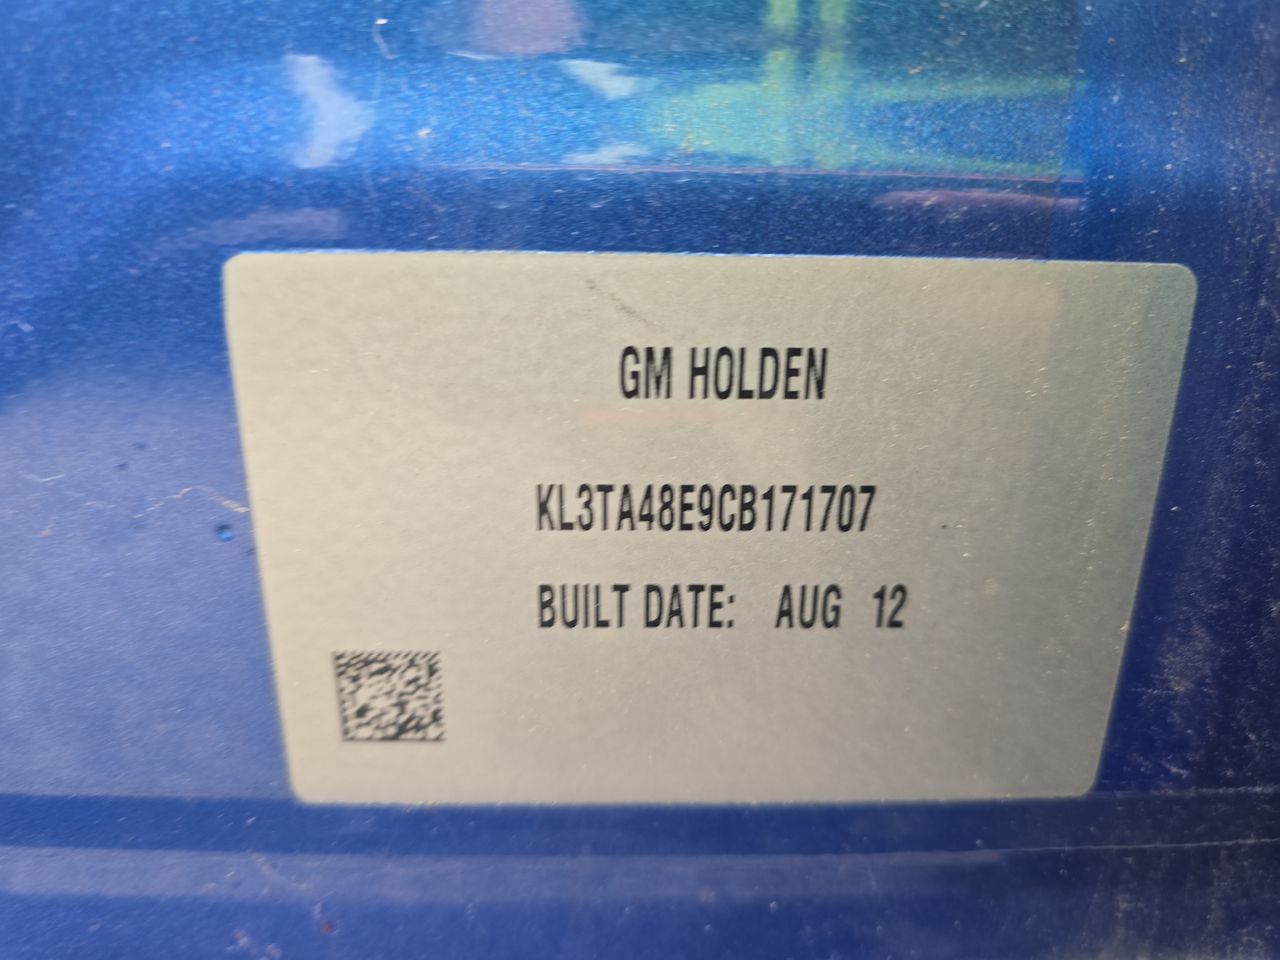 GM HOLDEN
KL3TA48E9CB171707
BUILT DATE: AUG 12